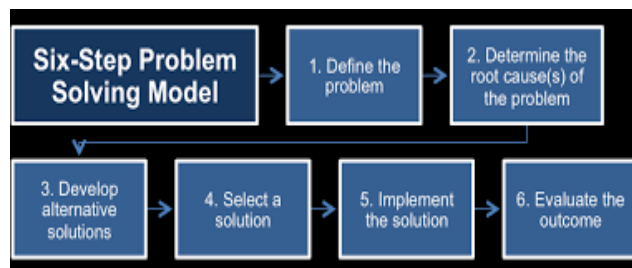 Six-Step Problem
Solving Model
1. Define the
problem
2. Determine the
root cause(s) of
the problem
3. Develop
alternative
solutions
4. Select a
solution
5. Implement
the solution
6. Evaluate the
outcome